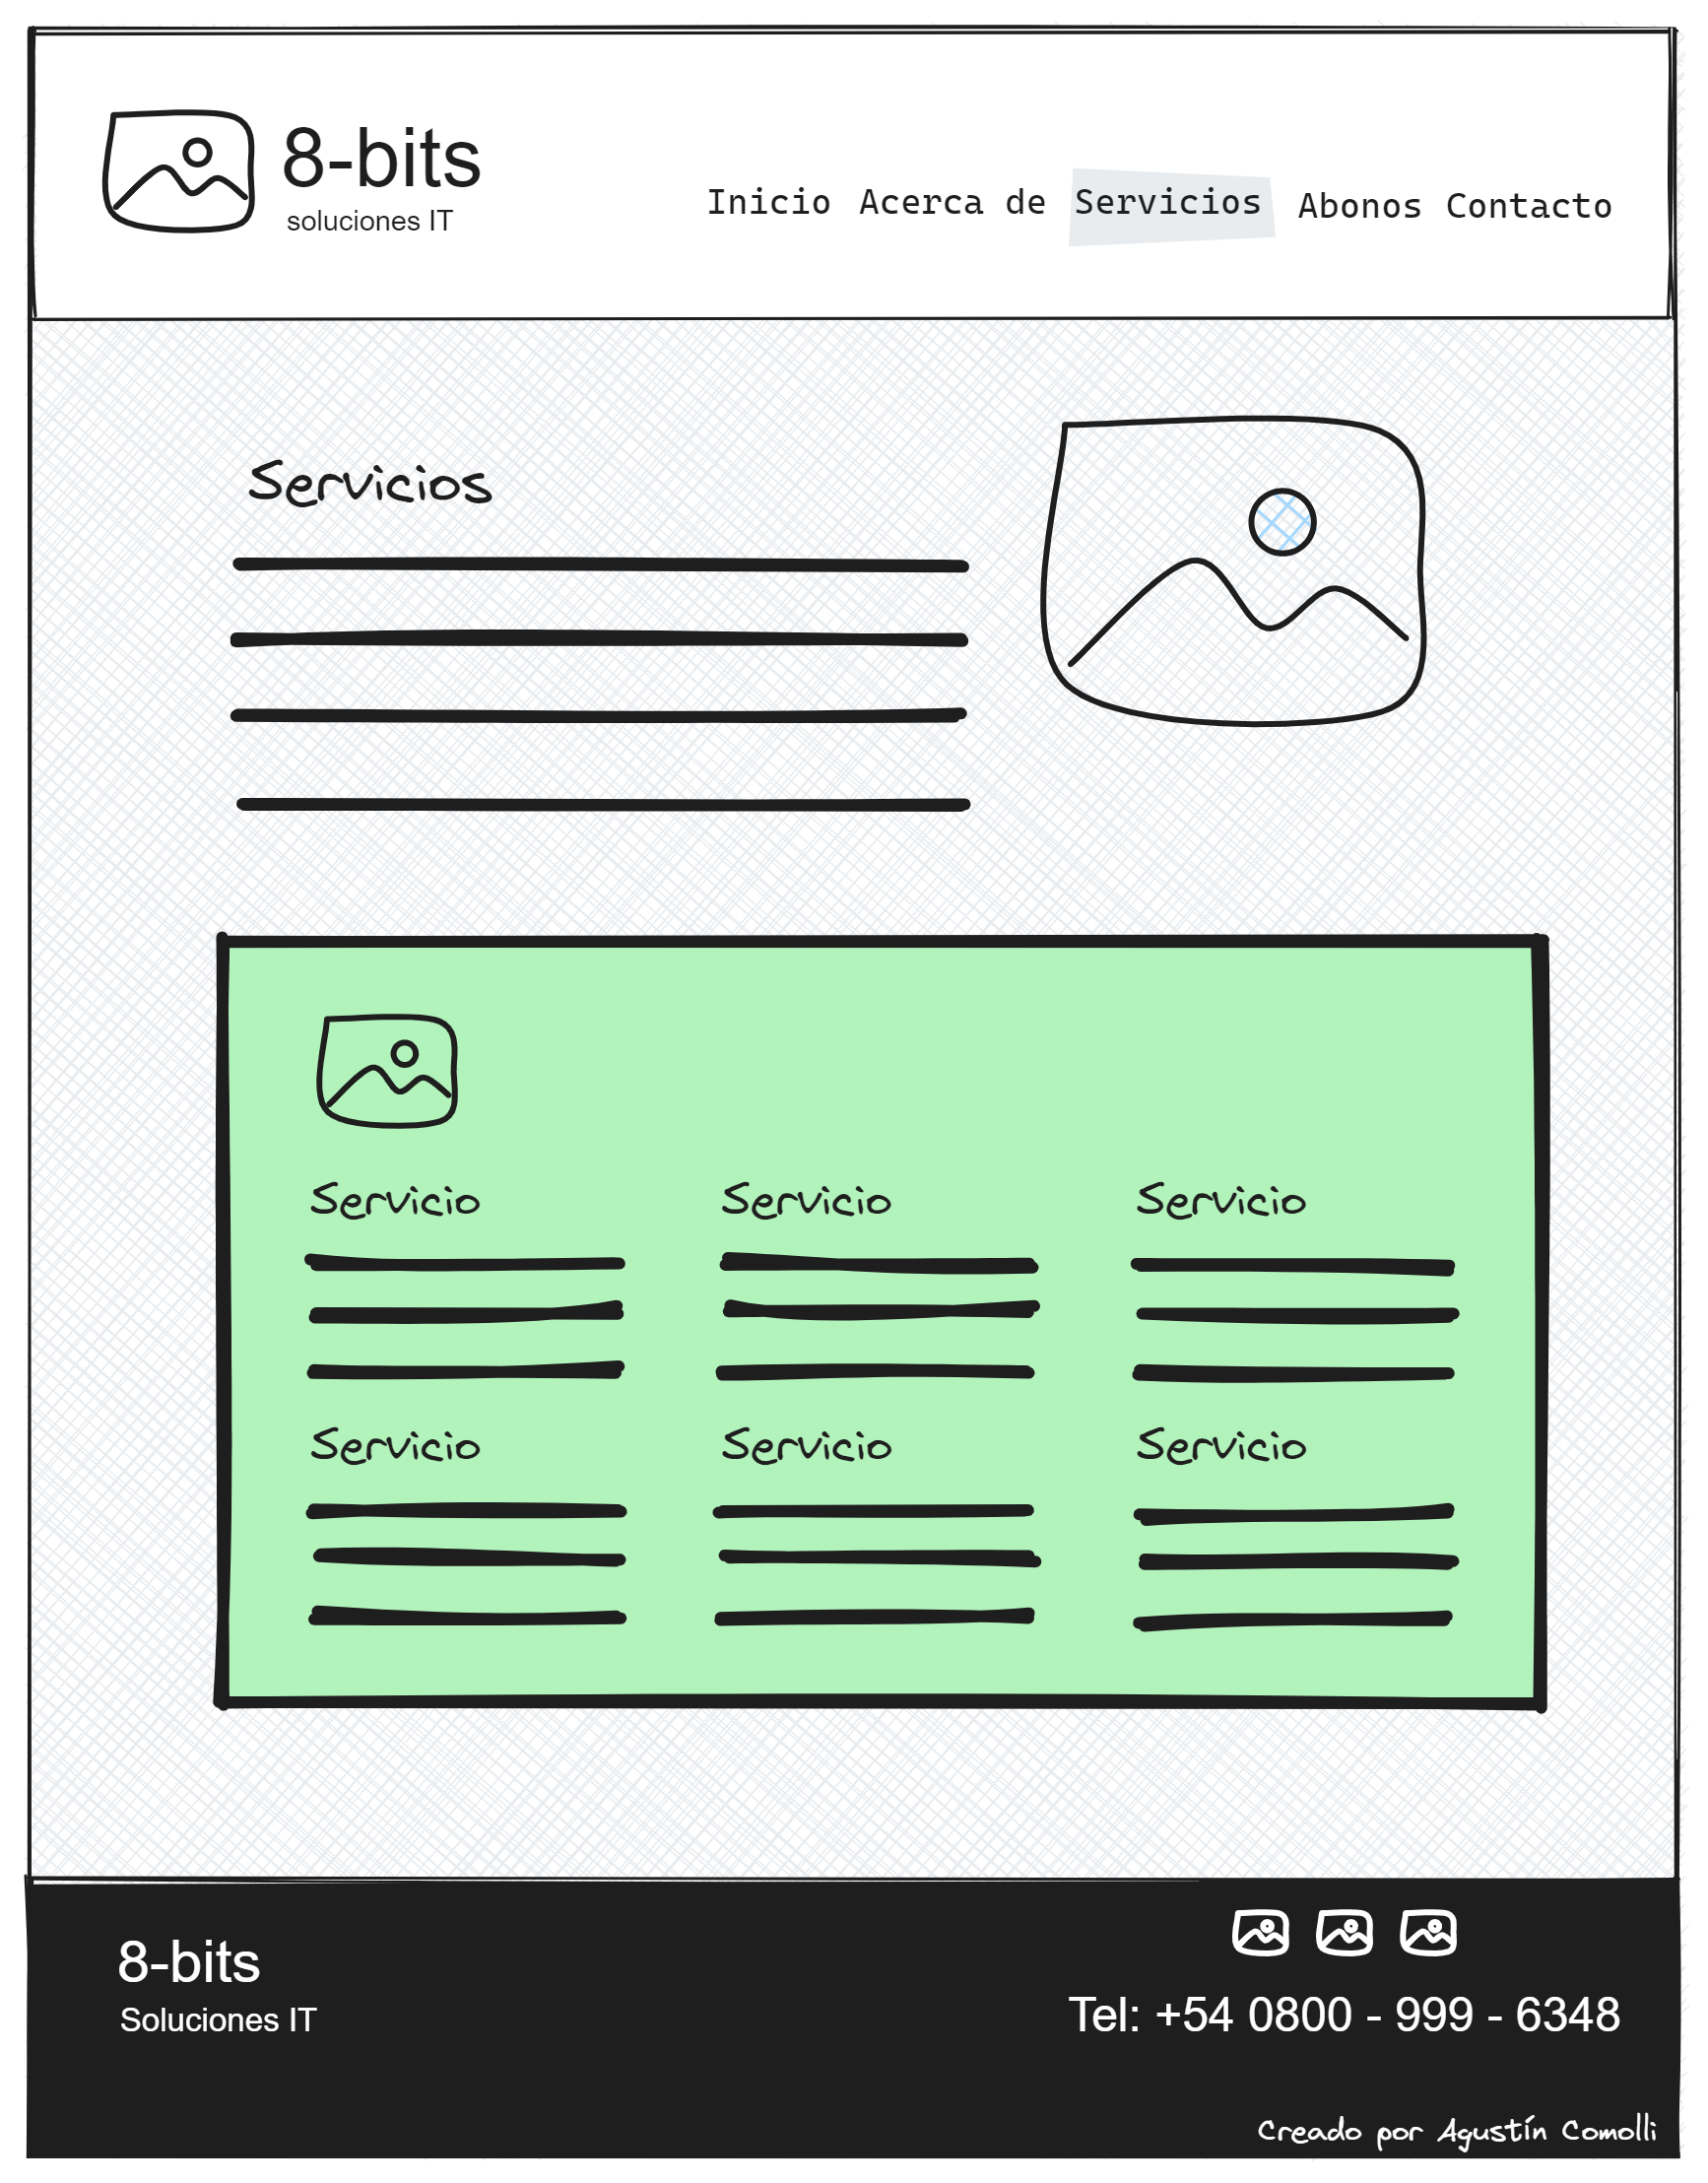 8-bits
soluciones IT
Inicio Acerca de Servicios Abonos Contacto
Servicios
Servicio Servicio Servicio
Servicio Servicio Servicio
8-bits
Soluciones IT
Tel: +54 0800 - 999 - 6348
Creado por Agustín Comolli